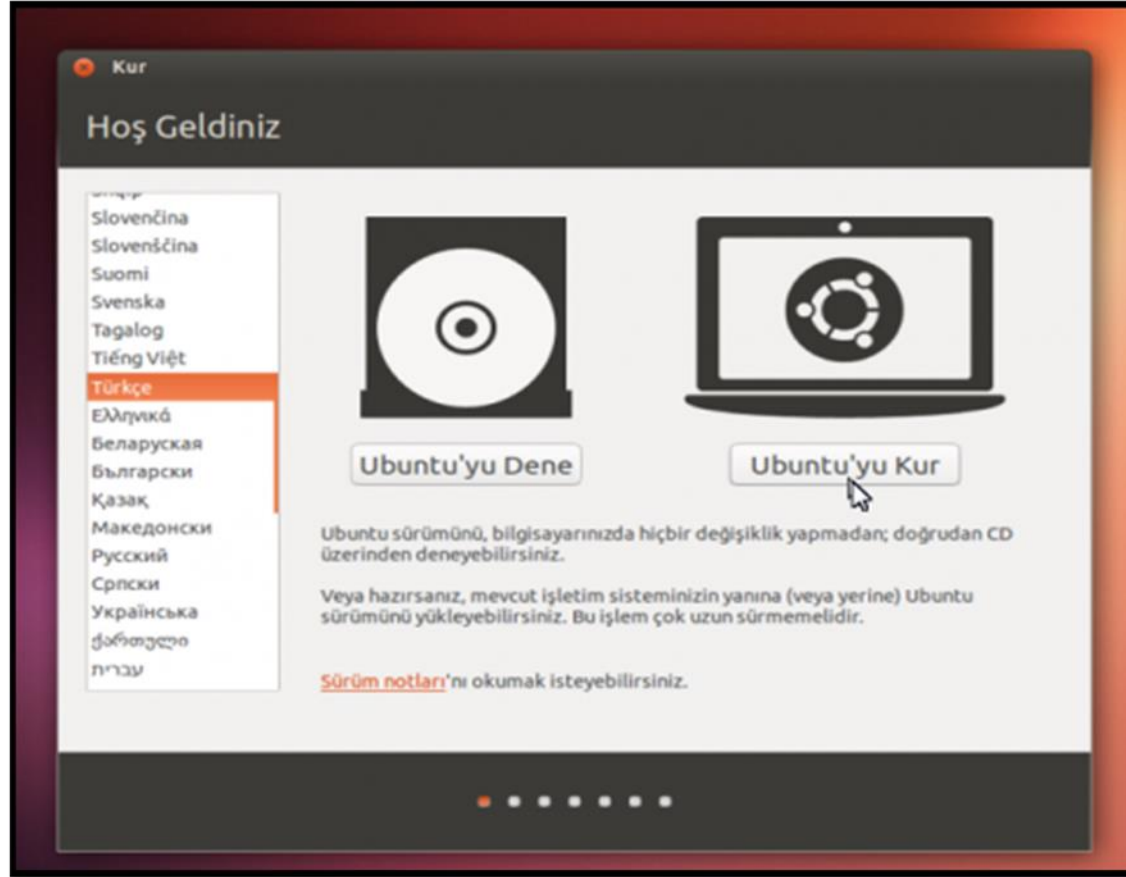 Kur
Hoş Geldiniz
Slovenčina
Slovenščina
Suomi
Svenska
Tagalog
Tiếng Việt
Türkçe
Ελληνικά
Беларуская
Български
Қазақ
Македонски
Русский
Српски
Українська
ქართული
עברית
Ubuntu'yu Dene
Ubuntu'yu Kur
Ubuntu sürümünü, bilgisayarınızda hiçbir değişiklik yapmadan; doğrudan CD
üzerinden deneyebilirsiniz.
Veya hazırsanız, mevcut işletim sisteminizin yanına (veya yerine) Ubuntu
sürümünü yükleyebilirsiniz. Bu işlem çok uzun sürmemelidir.
Sürüm notları'nı okumak isteyebilirsiniz.